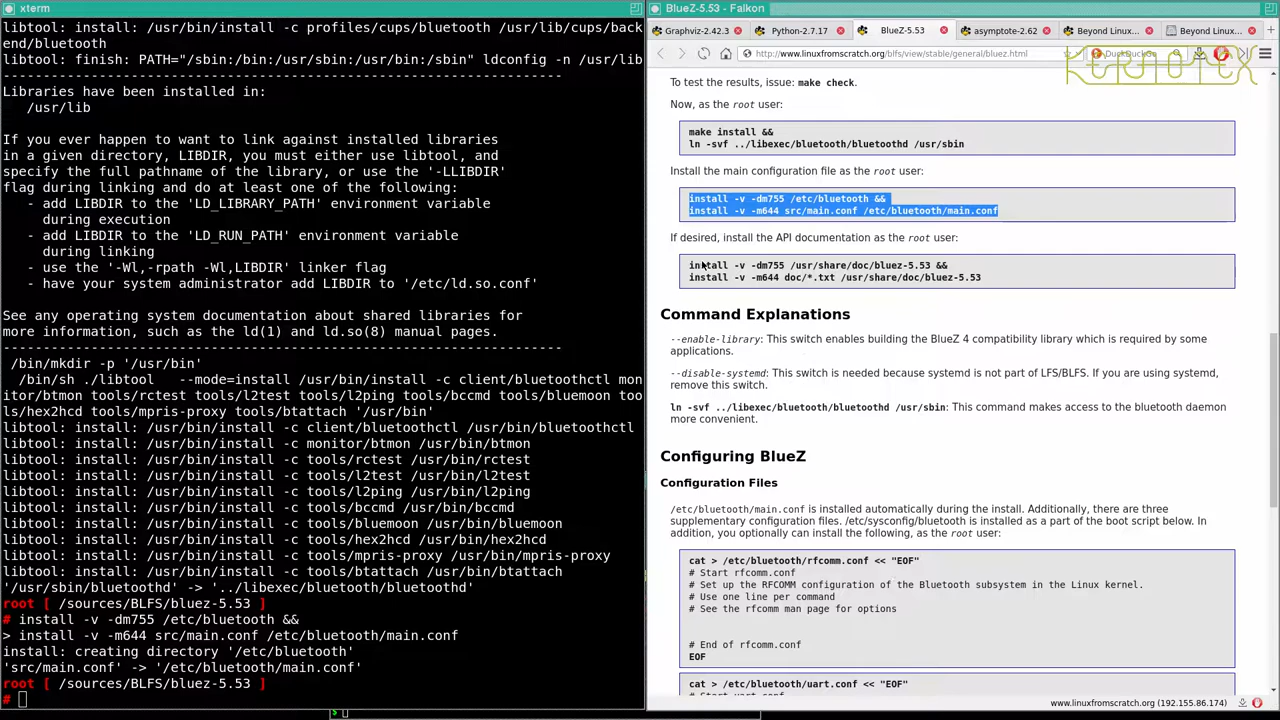 xterm
libtool: install: /usr/bin/install -c profiles/cups/bluetooth /usr/lib/cups/back
end/bluetooth
libtool: finish: PATH="/sbin:/bin:/usr/sbin:/usr/bin:/sbin" ldconfig -n /usr/lib
----------------------------------------------------------------------
Libraries have been installed in:
/usr/lib
If you ever happen to want to link against installed libraries
in a given directory, LIBDIR, you must either use libtool, and
specify the full pathname of the library, or use the '-LLIBDIR'
flag during linking and do at least one of the following:
- add LIBDIR to the 'LD_LIBRARY_PATH' environment variable
during execution
- add LIBDIR to the 'LD_RUN_PATH' environment variable
during linking
- use the '-Wl,-rpath -Wl,LIBDIR' linker flag
- have your system administrator add LIBDIR to '/etc/ld.so.conf'
See any operating system documentation about shared libraries for
more information, such as the ld(1) and ld.so(8) manual pages.
----------------------------------------------------------------------
/bin/mkdir -p '/usr/bin'
/bin/sh ./libtool   --mode=install /usr/bin/install -c client/bluetoothctl mon
itor/btmon tools/rctest tools/l2test tools/l2ping tools/bccmd tools/bluemoon too
ls/hex2hcd tools/mpris-proxy tools/btattach '/usr/bin'
libtool: install: /usr/bin/install -c client/bluetoothctl /usr/bin/bluetoothctl
libtool: install: /usr/bin/install -c monitor/btmon /usr/bin/btmon
libtool: install: /usr/bin/install -c tools/rctest /usr/bin/rctest
libtool: install: /usr/bin/install -c tools/l2test /usr/bin/l2test
libtool: install: /usr/bin/install -c tools/l2ping /usr/bin/l2ping
libtool: install: /usr/bin/install -c tools/bccmd /usr/bin/bccmd
libtool: install: /usr/bin/install -c tools/bluemoon /usr/bin/bluemoon
libtool: install: /usr/bin/install -c tools/hex2hcd /usr/bin/hex2hcd
libtool: install: /usr/bin/install -c tools/mpris-proxy /usr/bin/mpris-proxy
libtool: install: /usr/bin/install -c tools/btattach /usr/bin/btattach
'/usr/sbin/bluetoothd' -> '../libexec/bluetooth/bluetoothd'
root [ /sources/BLFS/bluez-5.53 ]
# install -v -dm755 /etc/bluetooth &&
> install -v -m644 src/main.conf /etc/bluetooth/main.conf
install: creating directory '/etc/bluetooth'
'src/main.conf' -> '/etc/bluetooth/main.conf'
root [ /sources/BLFS/bluez-5.53 ]
#
$
BlueZ-5.53 - Falkon
Graphviz-2.42.3 Python-2.7.17 BlueZ-5.53 asymptote-2.62 Beyond Linux... Beyond Linux...
http://www.linuxfromscratch.org/blfs/view/stable/general/bluez.html DuckDuckGo
KERNOTEX
To test the results, issue: make check.
Now, as the root user:
make install &&
ln -svf ../libexec/bluetooth/bluetoothd /usr/sbin
Install the main configuration file as the root user:
install -v -dm755 /etc/bluetooth &&
install -v -m644 src/main.conf /etc/bluetooth/main.conf
If desired, install the API documentation as the root user:
install -v -dm755 /usr/share/doc/bluez-5.53 &&
install -v -m644 doc/*.txt /usr/share/doc/bluez-5.53
Command Explanations
--enable-library: This switch enables building the BlueZ 4 compatibility library which is required by some
applications.
--disable-systemd: This switch is needed because systemd is not part of LFS/BLFS. If you are using systemd,
remove this switch.
ln -svf ../libexec/bluetooth/bluetoothd /usr/sbin: This command makes access to the bluetooth daemon
more convenient.
Configuring BlueZ
Configuration Files
/etc/bluetooth/main.conf is installed automatically during the install. Additionally, there are three
supplementary configuration files. /etc/sysconfig/bluetooth is installed as a part of the boot script below. In
addition, you optionally can install the following, as the root user:
cat > /etc/bluetooth/rfcomm.conf << "EOF"
# Start rfcomm.conf
# Set up the RFCOMM configuration of the Bluetooth subsystem in the Linux kernel.
# Use one line per command
# See the rfcomm man page for options
# End of rfcomm.conf
EOF
cat > /etc/bluetooth/uart.conf << "EOF"
# Start uart.conf
www.linuxfromscratch.org (192.155.86.174)